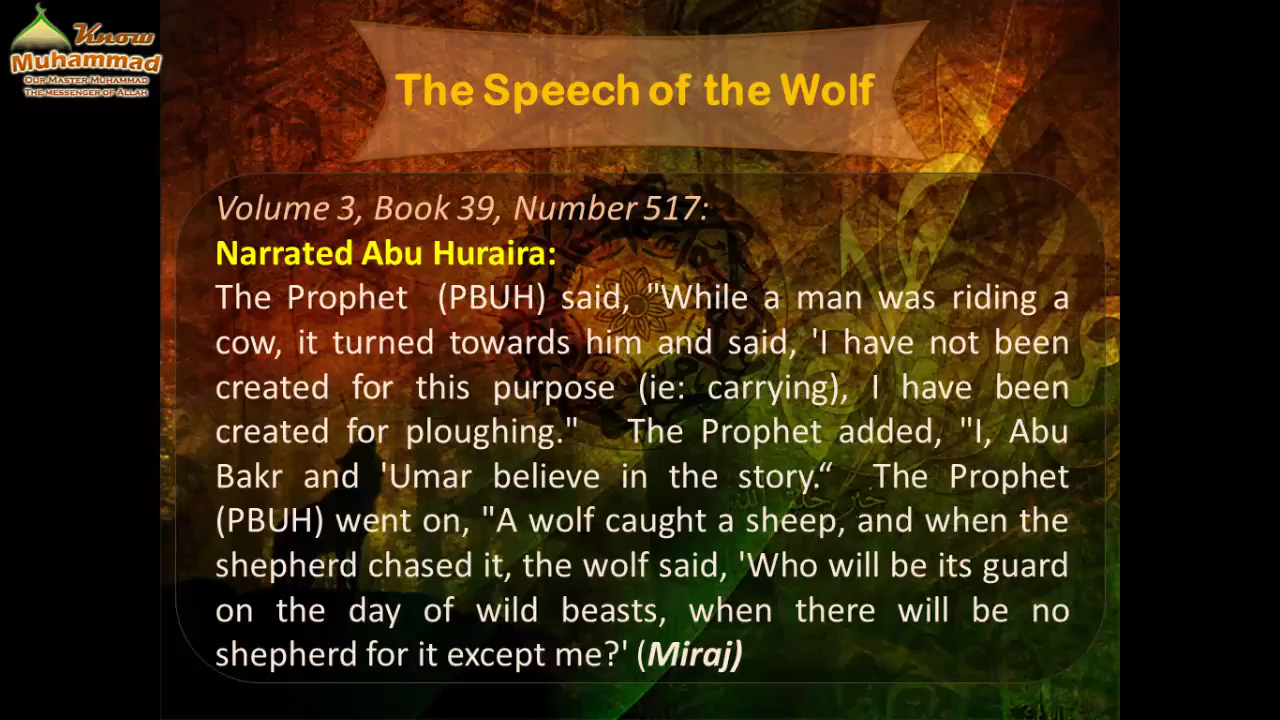 Know
Muhammad
OUR MASTER MUHAMMAD
THE MESSENGER OF ALLAH
The Speech of the Wolf
Volume 3, Book 39, Number 517:
Narrated Abu Huraira:
The Prophet (PBUH) said, "While a man was riding a
cow, it turned towards him and said, 'I have not been
created for this purpose (ie: carrying), I have been
created for ploughing." The Prophet added, "I, Abu
Bakr and 'Umar believe in the story.“ The Prophet
(PBUH) went on, "A wolf caught a sheep, and when the
shepherd chased it, the wolf said, 'Who will be its guard
on the day of wild beasts, when there will be no
shepherd for it except me?' (Miraj)